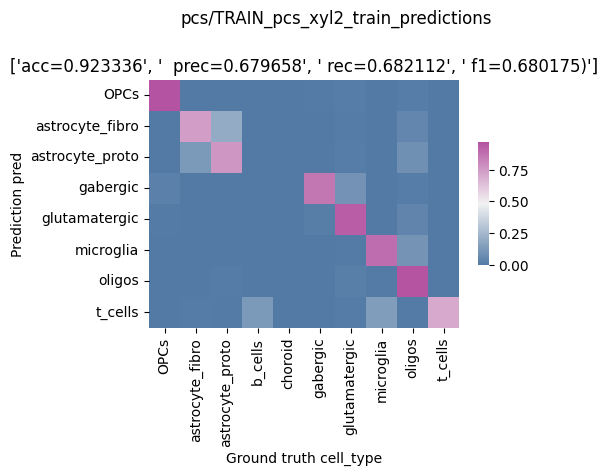 pcs/TRAIN_pcs_xyl2_train_predictions
['acc=0.923336', '  prec=0.679658', ' rec=0.682112', ' f1=0.680175)']
Prediction pred
OPCs
astrocyte_fibro
astrocyte_proto
gabergic
glutamatergic
microglia
oligos
t_cells
0.75
0.50
0.25
0.00
OPCs
astrocyte_fibro
astrocyte_proto
b_cells
choroid
gabergic
glutamatergic
microglia
oligos
t_cells
Ground truth cell_type